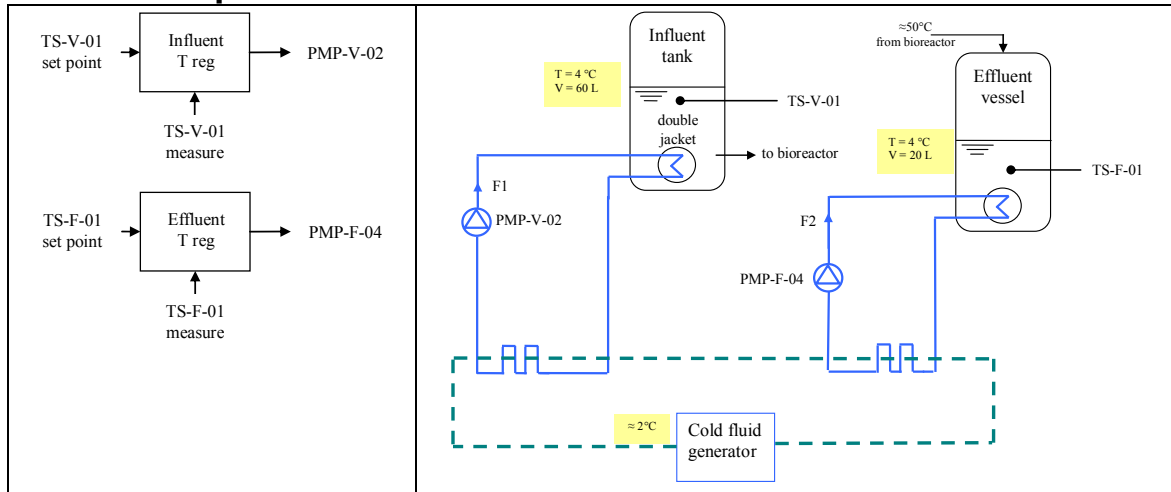 TS-V-01
set point
Influent
T reg
PMP-V-02
TS-V-01
measure
TS-F-01
set point
Effluent
T reg
PMP-F-04
TS-F-01
measure
Influent
tank
T = 4 °C
V = 60 L
TS-V-01
double
jacket
to bioreactor
F1
PMP-V-02
≈50°C
from bioreactor
Effluent
vessel
T = 4 °C
V = 20 L
TS-F-01
F2
PMP-F-04
≈ 2°C
Cold fluid
generator